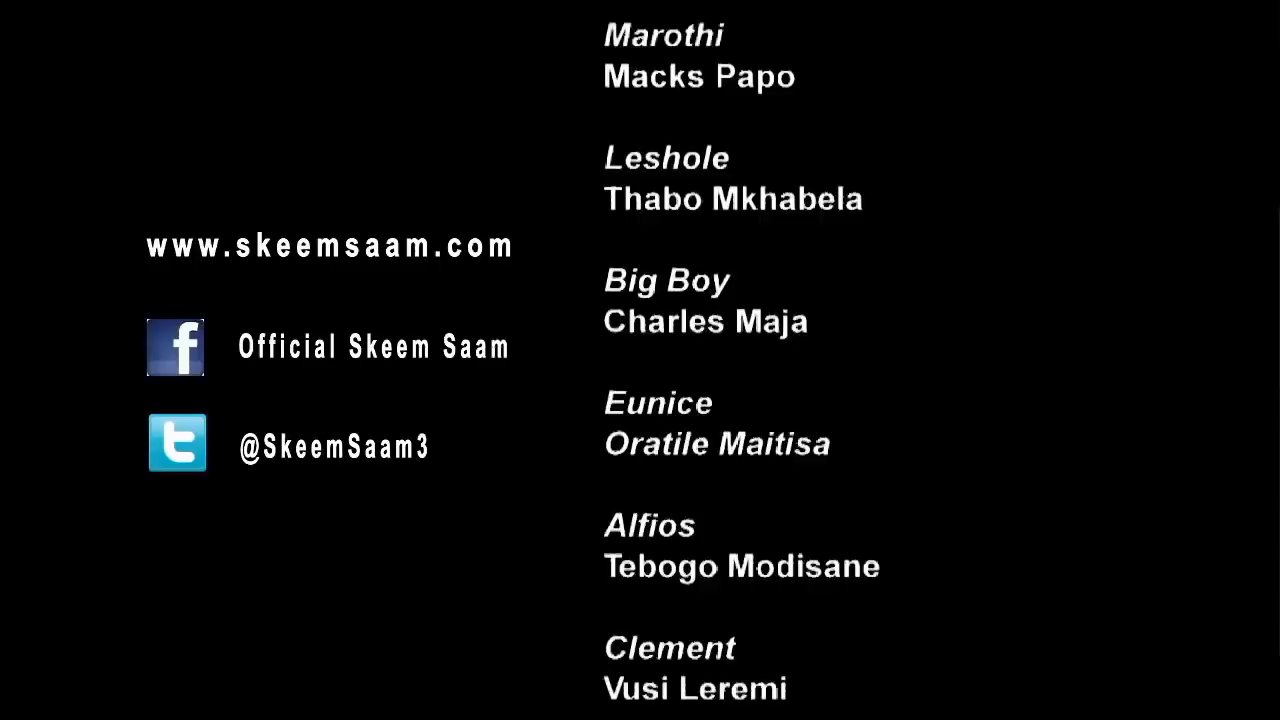 www.skeemsaam.com
Official Skeem Saam
@SkeemSaam3
Marothi
Macks Papo
Leshole
Thabo Mkhabela
Big Boy
Charles Maja
Eunice
Oratile Maitisa
Alfios
Tebogo Modisane
Clement
Vusi Leremi